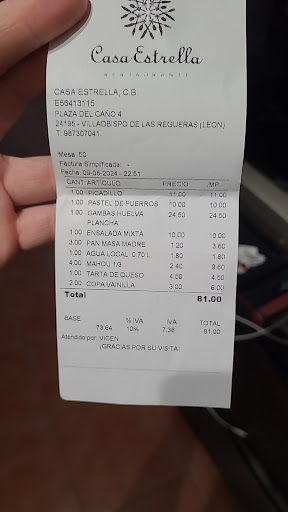 Casa Estrella
RESTAURANTE
CASA ESTRELLA, C.B.
E56413115
PLAZA DEL CAÑO 4
24195 - VILLAOBISPO DE LAS REGUERAS (LEON)
T: 987307041.
Mesa: 50
Factura Simplificada: -
Fecha: 09-08-2024 - 22:51
CANT. ARTÍCULO PRECIO IMP.
1.00 PICADILLO 11.00 11.00
1.00 PASTEL DE PUERROS 10.00 10.00
1.00 GAMBAS HUELVA 24.50 24.50
PLANCHA
1.00 ENSALADA MIXTA 10.00 10.00
3.00 PAN MASA MADRE 1.20 3.60
1.00 AGUA LOCAL 0.70 L. 1.80 1.80
4.00 MAHOU 1/3 2.40 9.60
1.00 TARTA DE QUESO 4.50 4.50
2.00 COPA VAINILLA 3.00 6.00
Total 81.00
BASE % IVA IVA TOTAL
73.64 10% 7.36 81.00
Atendido por: VICEN
¡GRACIAS POR SU VISITA!